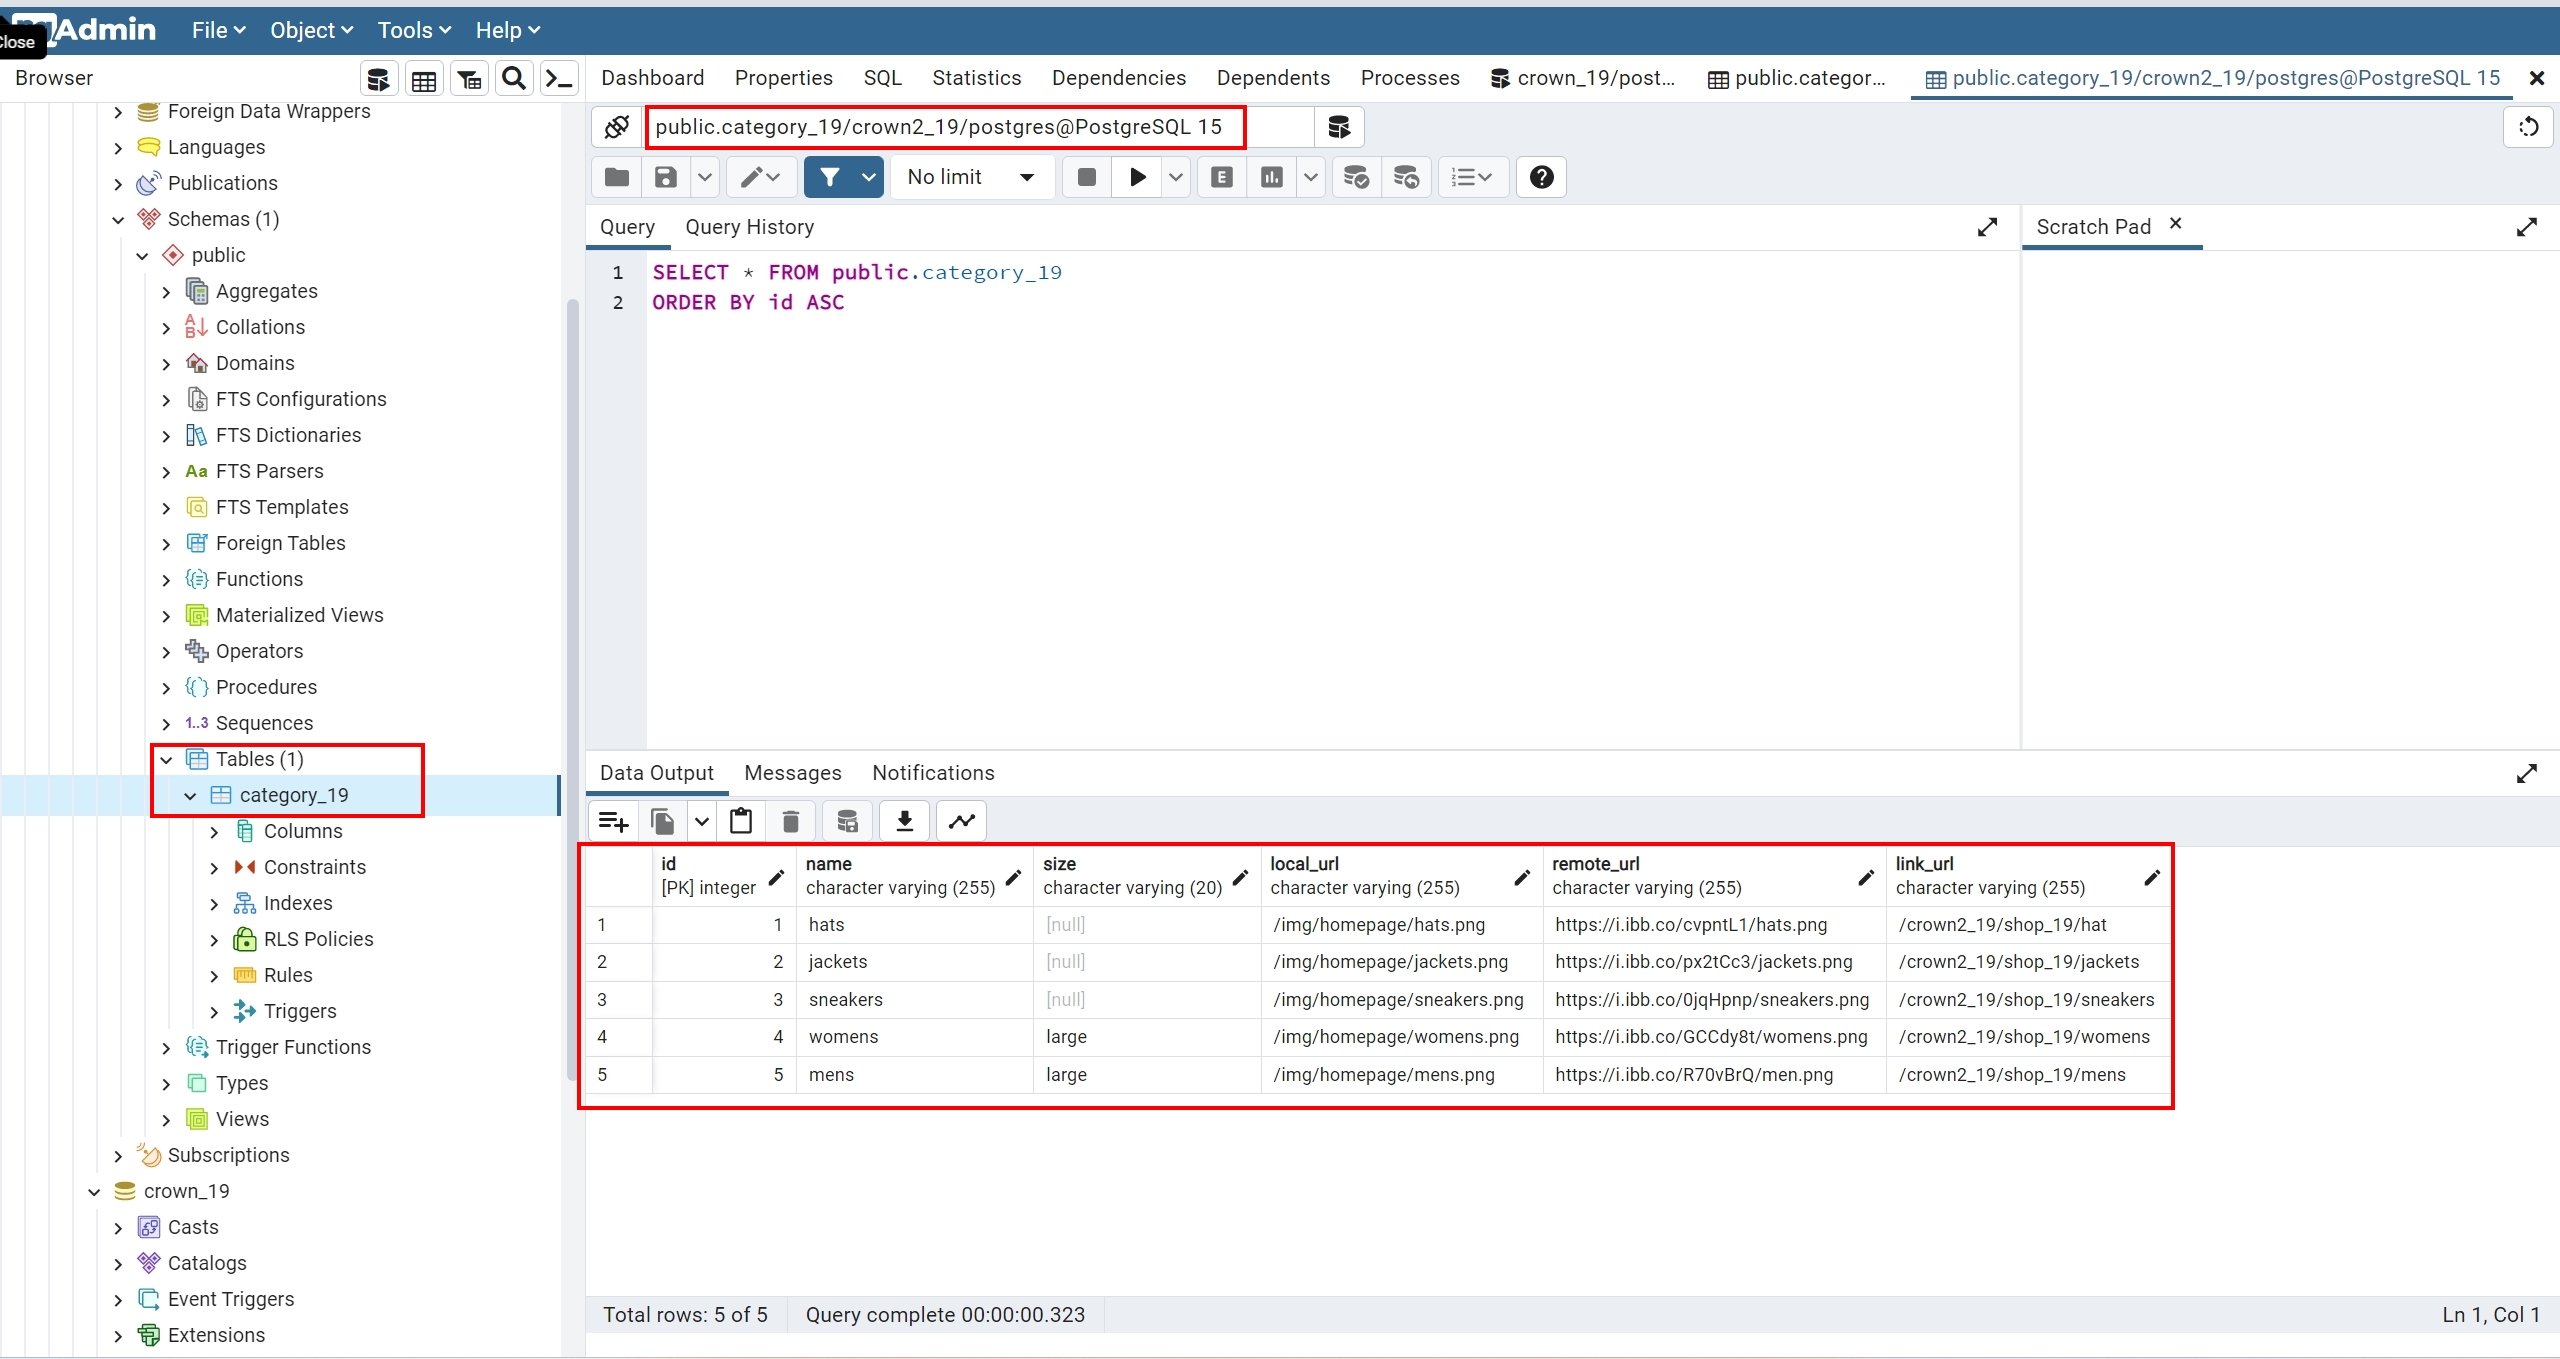 Close
Admin
File Object Tools Help
Browser
Dashboard Properties SQL Statistics Dependencies Dependents Processes crown_19/post... public.categor... public.category_19/crown2_19/postgres@PostgreSQL 15
public.category_19/crown2_19/postgres@PostgreSQL 15
No limit
Query Query History
Scratch Pad
1 SELECT * FROM public.category_19
2 ORDER BY id ASC
Foreign Data Wrappers
Languages
Publications
Schemas (1)
public
Aggregates
Collations
Domains
FTS Configurations
FTS Dictionaries
Aa FTS Parsers
FTS Templates
Foreign Tables
Functions
Materialized Views
Operators
Procedures
1..3 Sequences
Tables (1)
category_19
Columns
Constraints
Indexes
RLS Policies
Rules
Triggers
Trigger Functions
Types
Views
Subscriptions
crown_19
Casts
Catalogs
Event Triggers
Extensions
Data Output Messages Notifications
id name size local_url remote_url link_url
[PK] integer character varying (255) character varying (20) character varying (255) character varying (255) character varying (255)
1 1 hats [null] /img/homepage/hats.png https://i.ibb.co/cvpntL1/hats.png /crown2_19/shop_19/hat
2 2 jackets [null] /img/homepage/jackets.png https://i.ibb.co/px2tCc3/jackets.png /crown2_19/shop_19/jackets
3 3 sneakers [null] /img/homepage/sneakers.png https://i.ibb.co/0jqHpnp/sneakers.png /crown2_19/shop_19/sneakers
4 4 womens large /img/homepage/womens.png https://i.ibb.co/GCCdy8t/womens.png /crown2_19/shop_19/womens
5 5 mens large /img/homepage/mens.png https://i.ibb.co/R70vBrQ/men.png /crown2_19/shop_19/mens
Total rows: 5 of 5 Query complete 00:00:00.323 Ln 1, Col 1